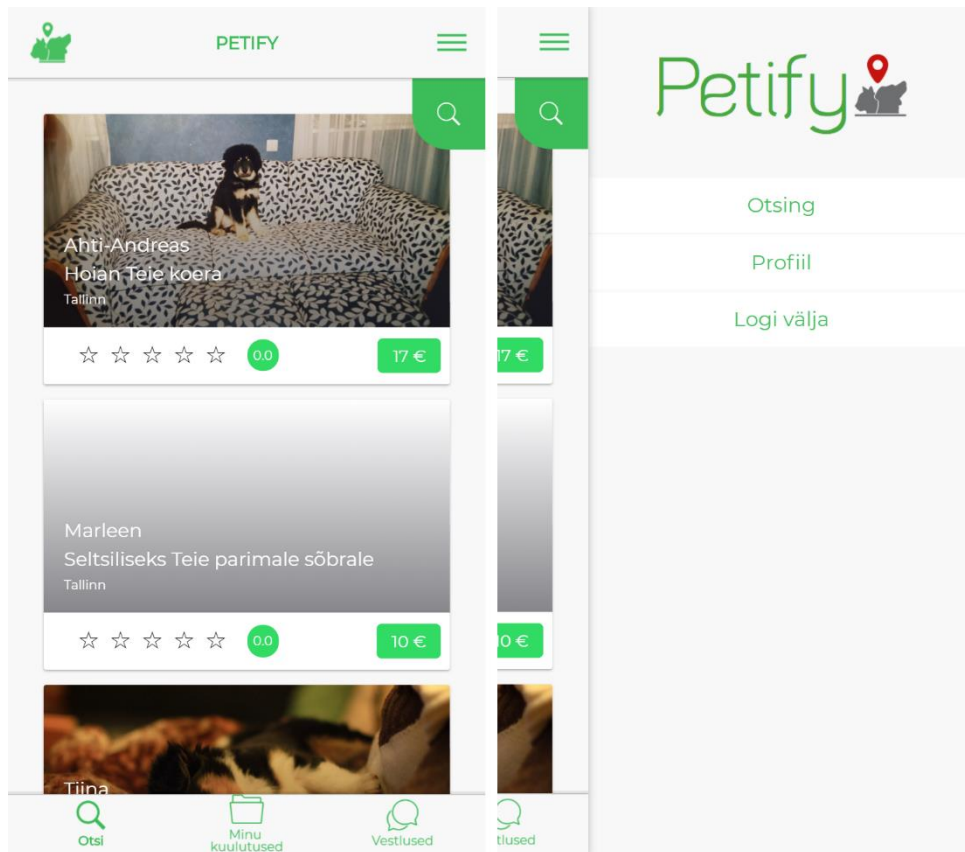 PETIFY
Ahti-Andreas
Hoian Teie koera
Tallinn
0.0
17 €
Marleen
Seltsiliseks Teie parimale sõbrale
Tallinn
0.0
10 €
Tiina
Otsi
Minu
kuulutused
Vestlused
17 €
10 €
tlused
Petify
Otsing
Profiil
Logi välja